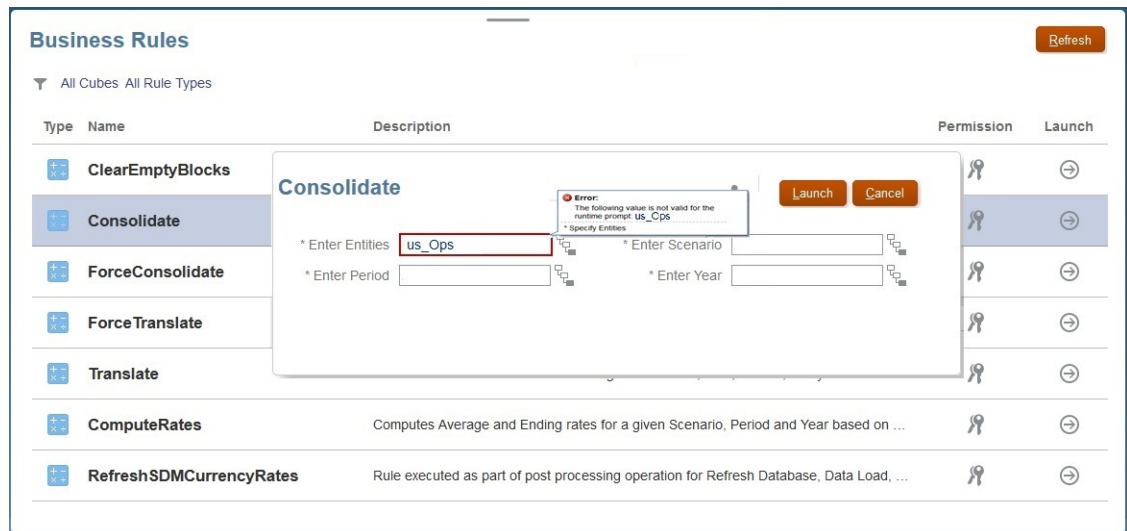 Business Rules
Refresh
All Cubes All Rule Types
Type Name Description Permission Launch
ClearEmptyBlocks
Consolidate
Launch
Cancel
Error:
The following value is not valid for the
runtime prompt us_Cps
* Specify Entities
Consolidate
* Enter Entities us_Ops * Enter Scenario
* Enter Period * Enter Year
ForceConsolidate
ForceTranslate
Translate
ComputeRates Computes Average and Ending rates for a given Scenario, Period and Year based on ...
RefreshSDMCurrencyRates Rule executed as part of post processing operation for Refresh Database, Data Load, ...